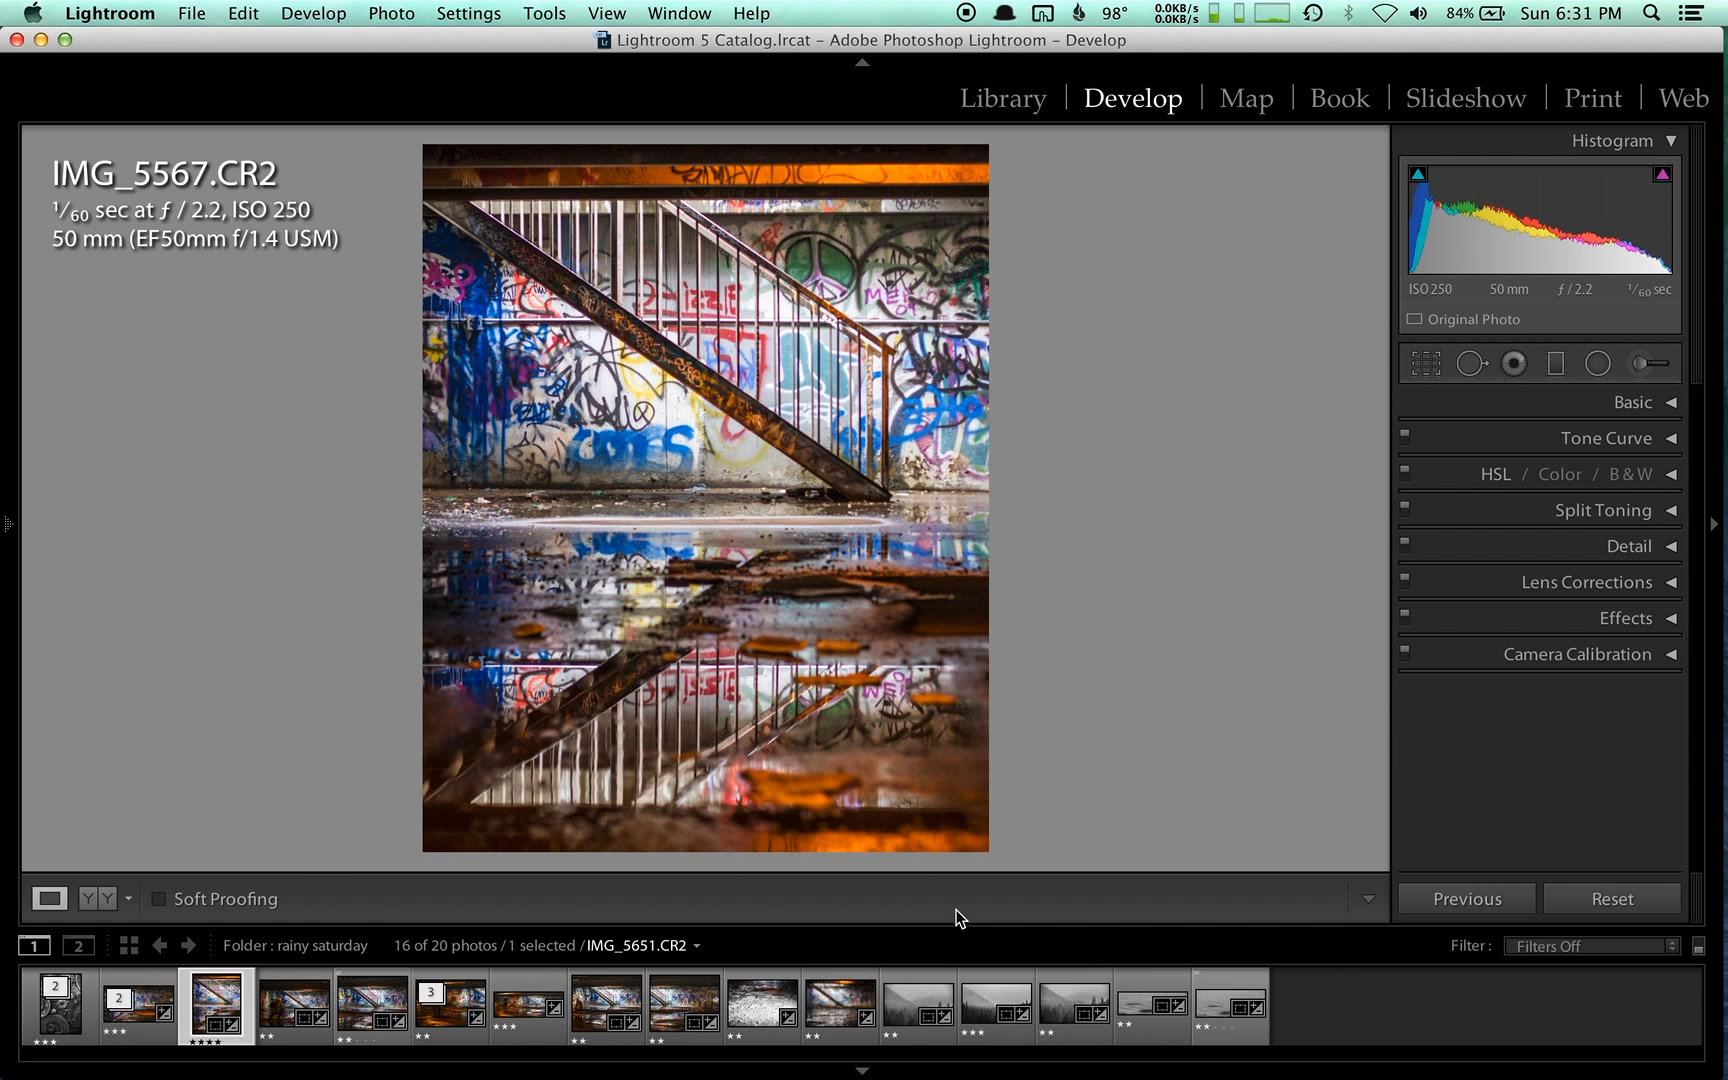 Lightroom File Edit Develop Photo Settings Tools View Window Help 98° 0.0KB/s 0.0KB/s 84% Sun 6:31 PM
Lightroom 5 Catalog.lrcat – Adobe Photoshop Lightroom – Develop
Library | Develop | Map | Book | Slideshow | Print | Web
IMG_5567.CR2
1/60 sec at ƒ / 2.2, ISO 250
50 mm (EF50mm f/1.4 USM)
Histogram
ISO 250 50 mm ƒ / 2.2 1/60 sec
Original Photo
Basic
Tone Curve
HSL / Color / B & W
Split Toning
Detail
Lens Corrections
Effects
Camera Calibration
Y Y Soft Proofing
Previous Reset
1 2 Folder : rainy saturday 16 of 20 photos / 1 selected / IMG_5651.CR2 Filter : Filters Off
2 2 3